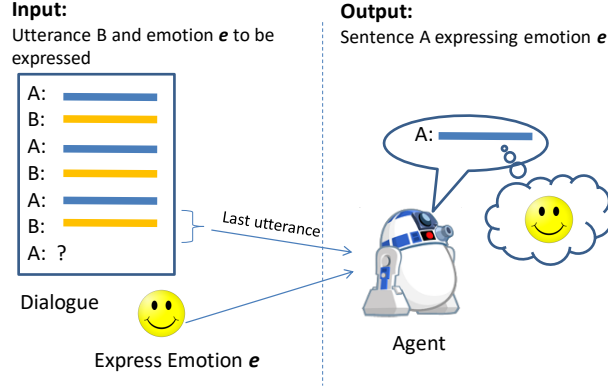 Input:
Utterance B and emotion e to be
expressed
A:
B:
A:
B:
A:
B:
A: ?
Last utterance
Dialogue
Express Emotion e
Output:
Sentence A expressing emotion e
A:
Agent